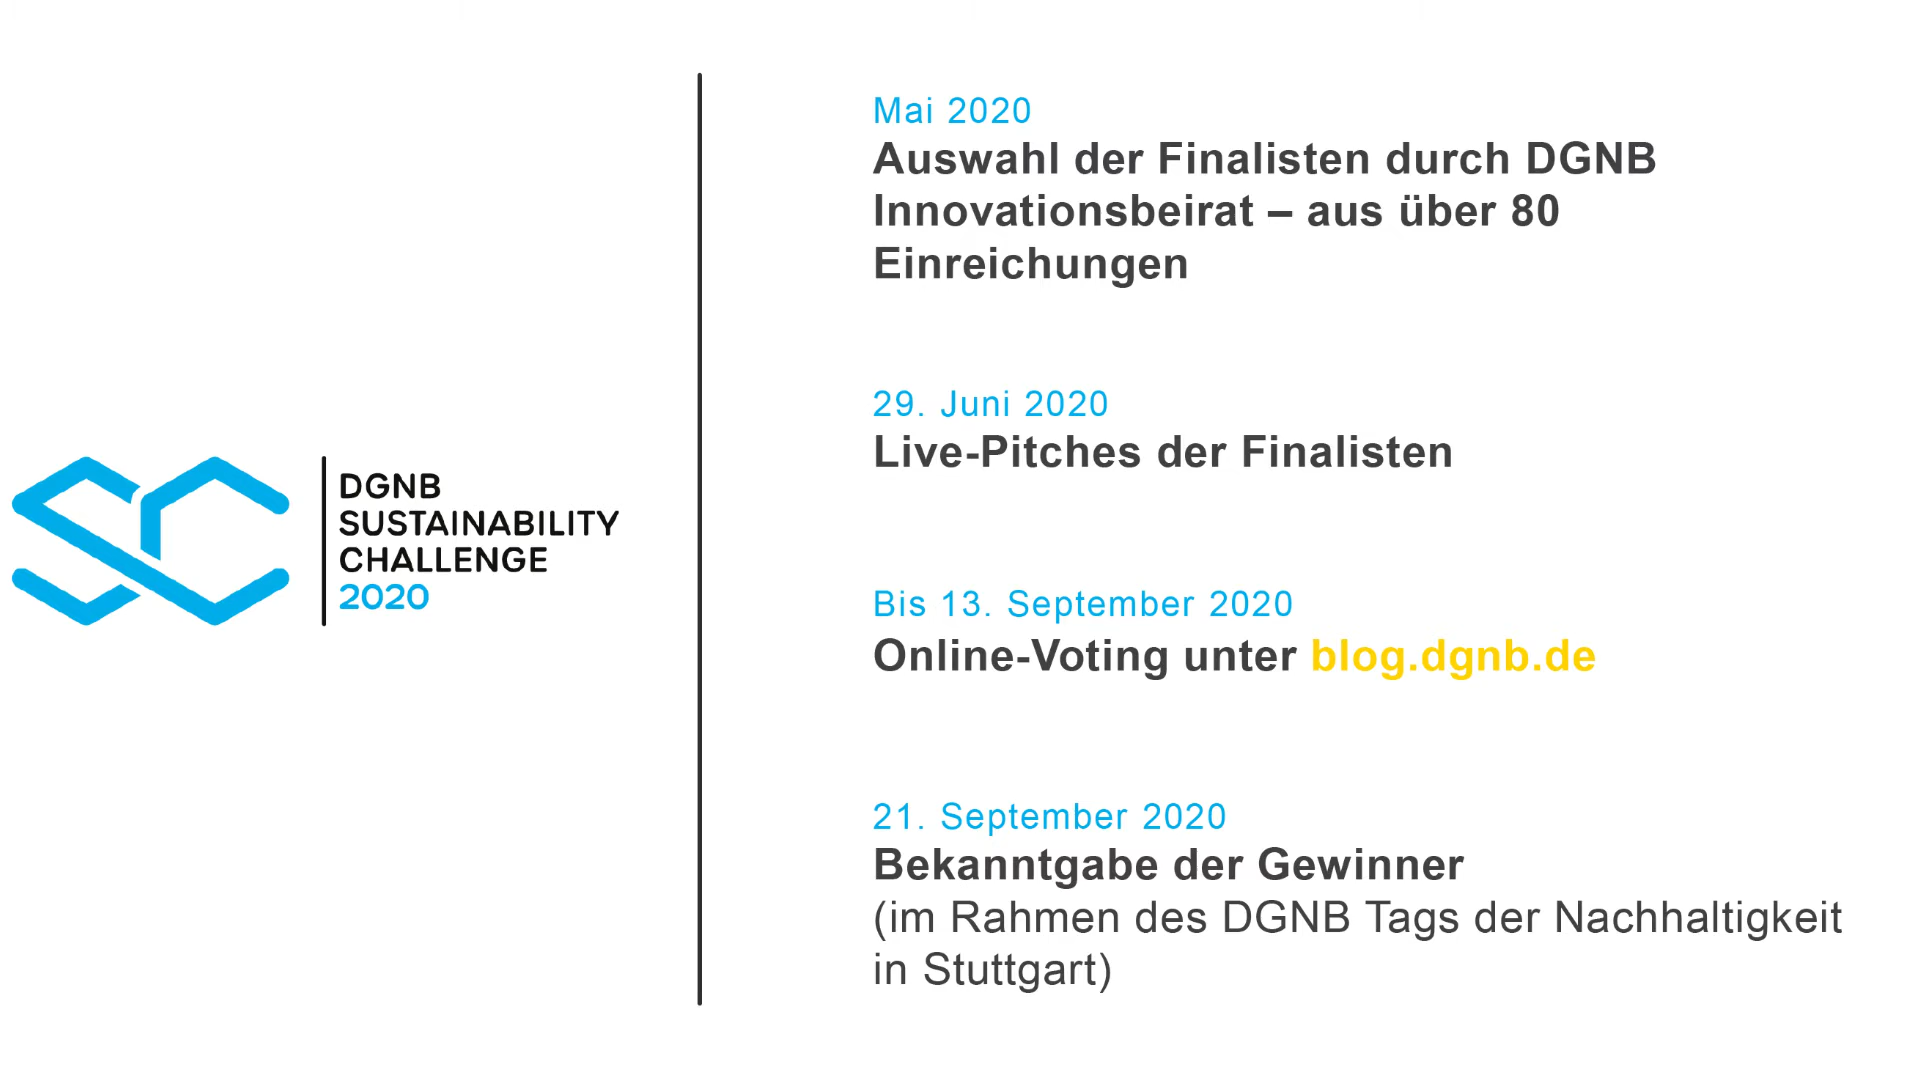 DGNB
SUSTAINABILITY
CHALLENGE
2020
Mai 2020
Auswahl der Finalisten durch DGNB
Innovationsbeirat – aus über 80
Einreichungen
29. Juni 2020
Live-Pitches der Finalisten
Bis 13. September 2020
Online-Voting unter blog.dgnb.de
21. September 2020
Bekanntgabe der Gewinner
(im Rahmen des DGNB Tags der Nachhaltigkeit
in Stuttgart)